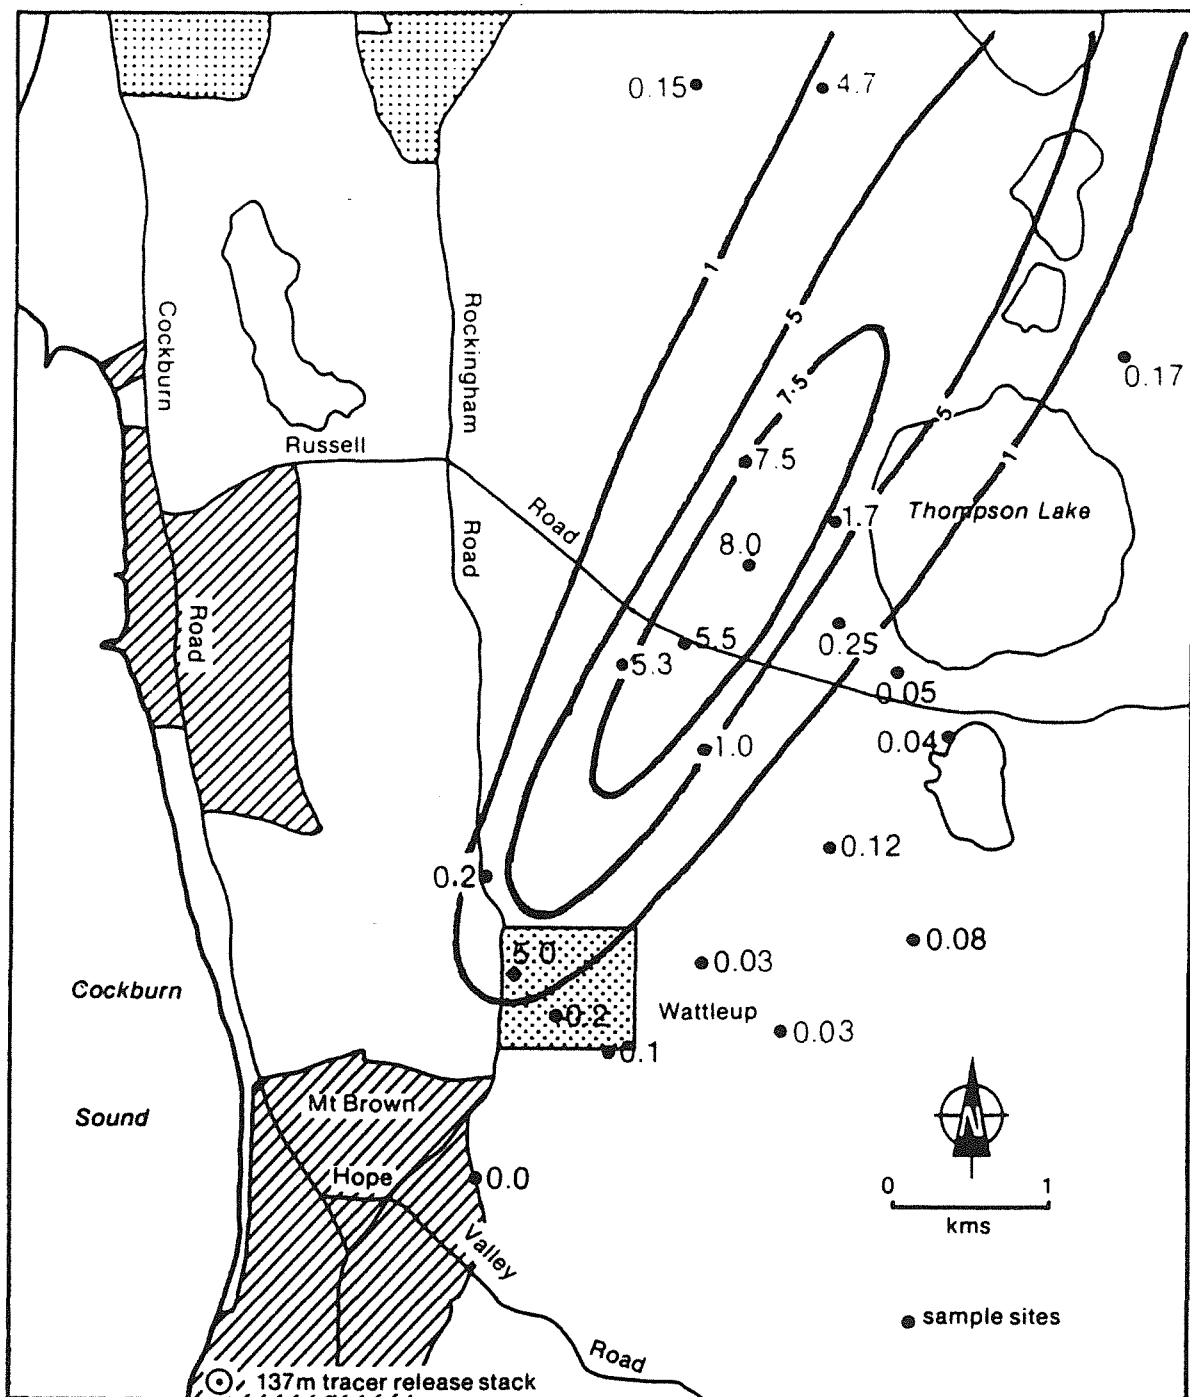 0.15
4.7
1
5
Cockburn
Rockingham
7.5
0.17
5
1
Russell
7.5
Road
Road
1.7
Thompson Lake
8.0
Road
0.25
5.5
5.3
0.05
0.04
1.0
0.12
0.2
0.08
5.0
0.03
Cockburn
0.2
Wattleup
0.03
0.1
Mt Brown
Sound
N
Hope
0.0
0 1
kms
Valley
sample sites
Road
137m tracer release stack